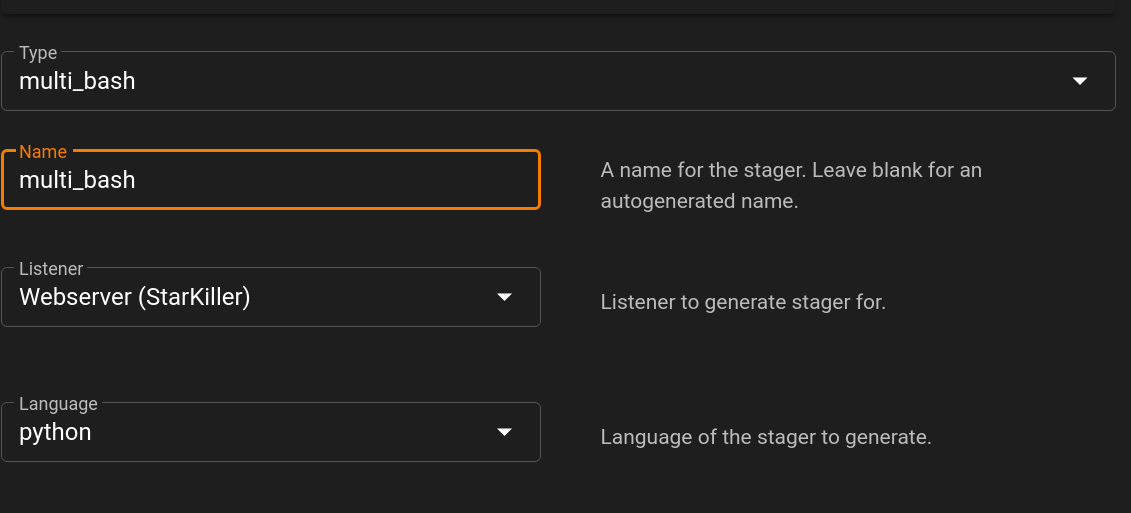 Type
multi_bash
Name
multi_bash
A name for the stager. Leave blank for an
autogenerated name.
Listener
Webserver (StarKiller)
Listener to generate stager for.
Language
python
Language of the stager to generate.